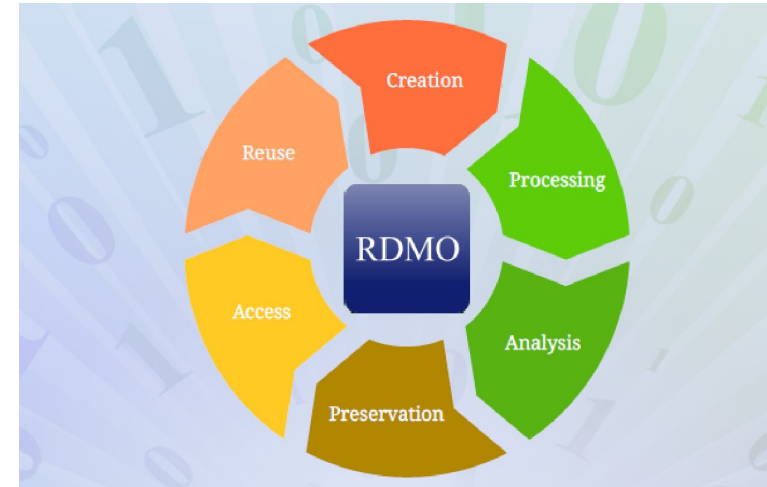 Creation
Processing
Analysis
Preservation
Access
Reuse
RDMO